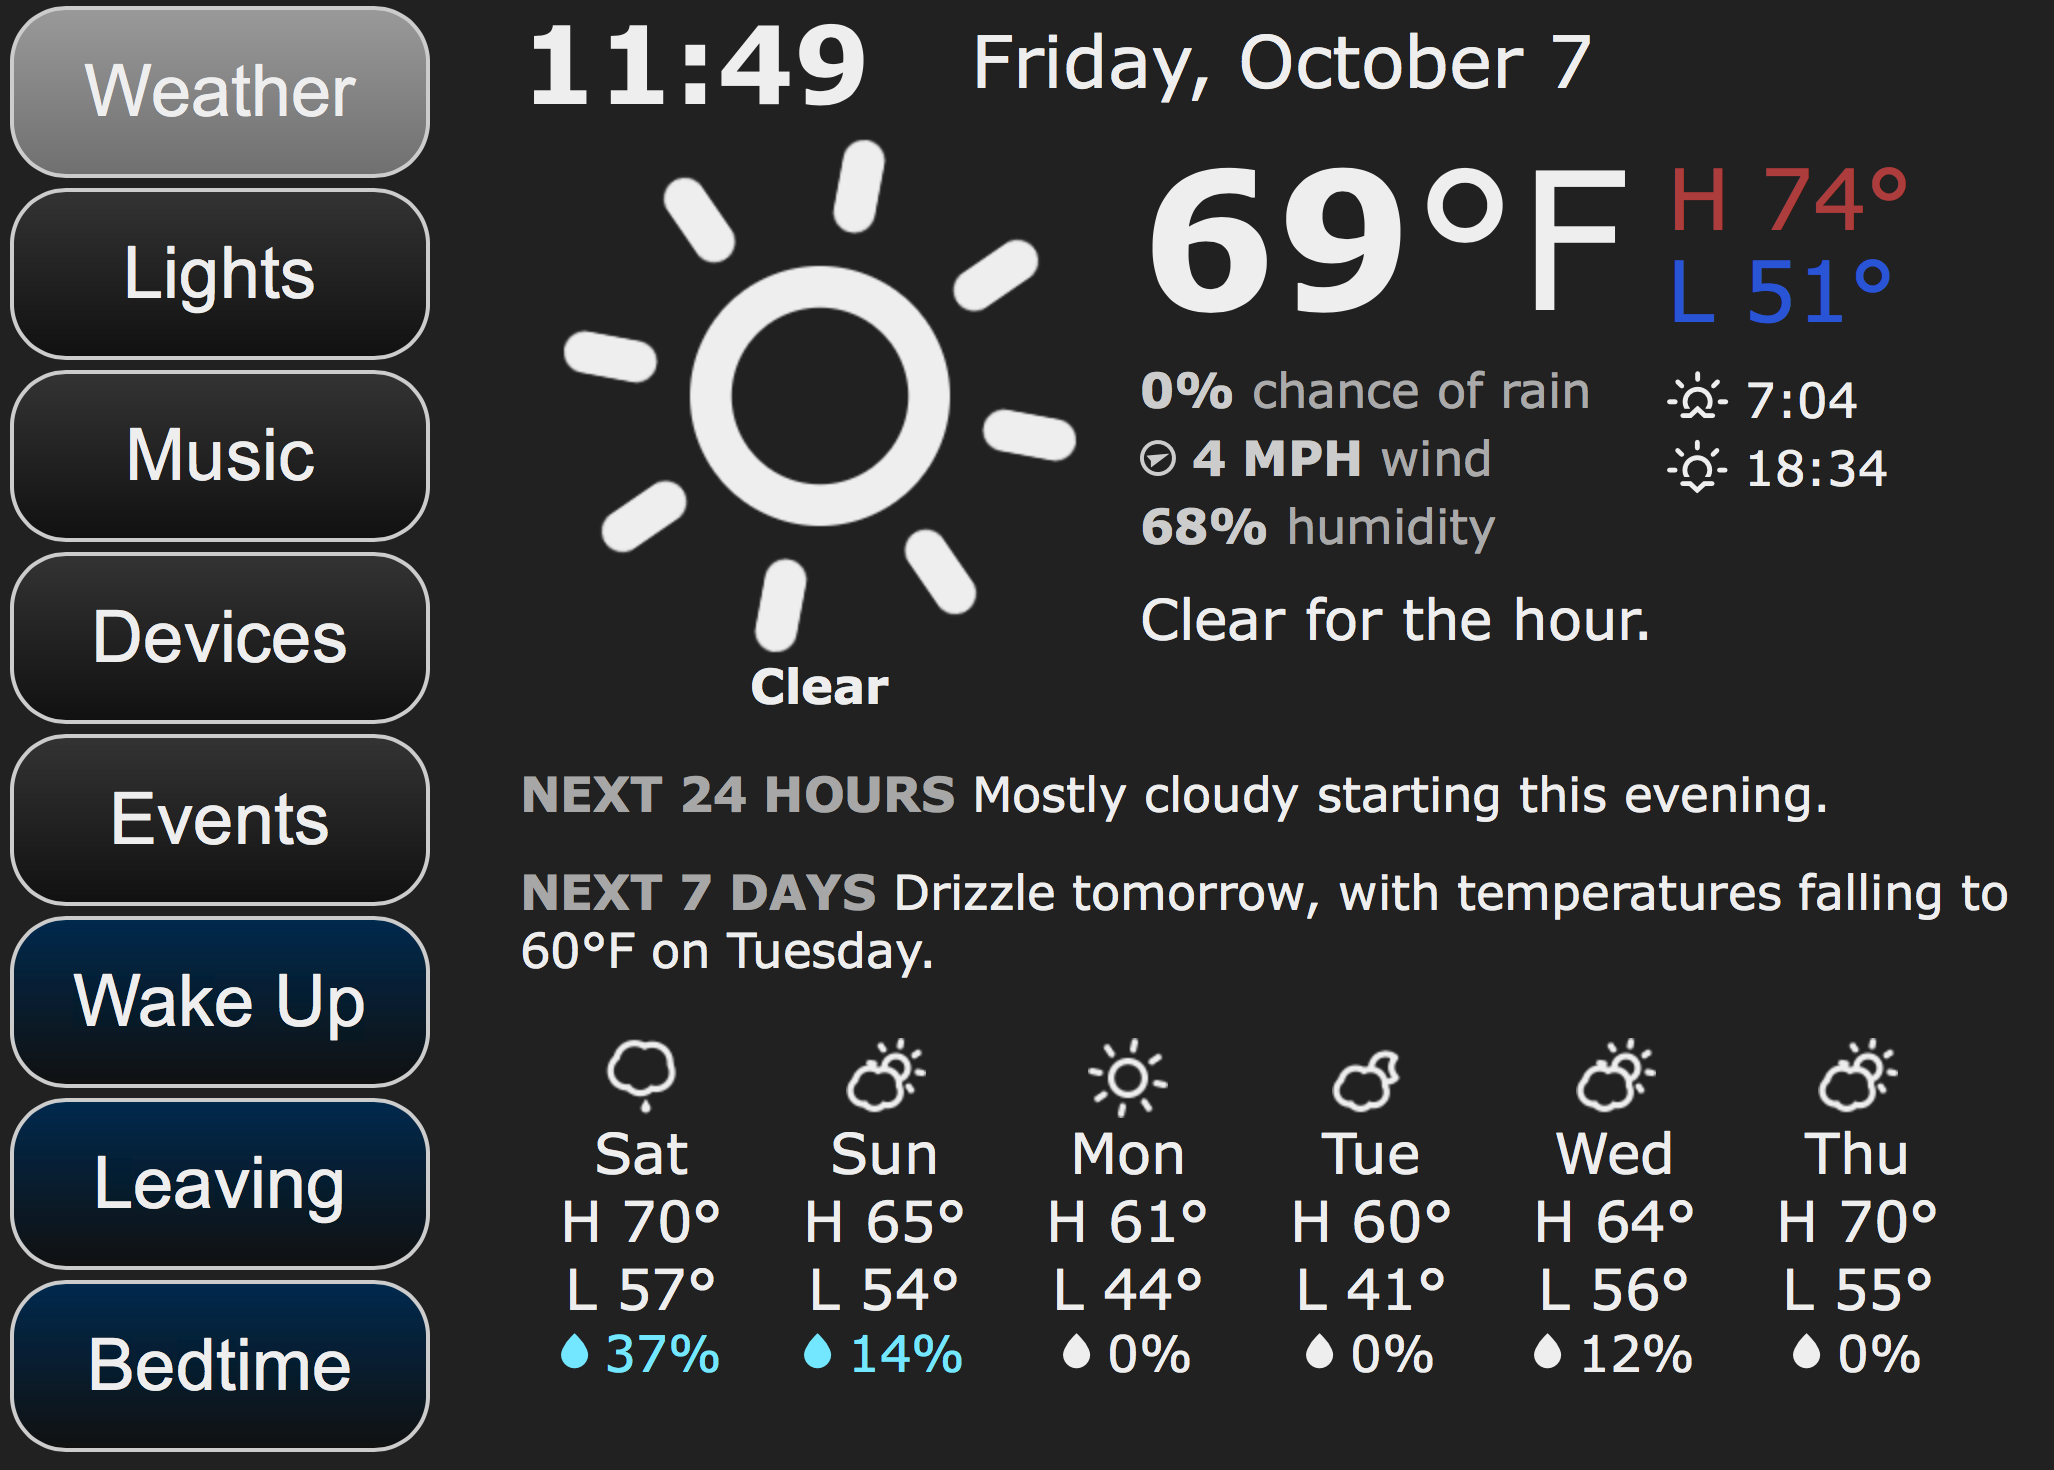 Weather
Lights
Music
Devices
Events
Wake Up
Leaving
Bedtime
11:49 Friday, October 7
69°F
H 74°
L 51°
0% chance of rain
4 MPH wind
68% humidity
7:04
18:34
Clear for the hour.
Clear
NEXT 24 HOURS Mostly cloudy starting this evening.
NEXT 7 DAYS Drizzle tomorrow, with temperatures falling to
60°F on Tuesday.
Sat Sun Mon Tue Wed Thu
H 70° H 65° H 61° H 60° H 64° H 70°
L 57° L 54° L 44° L 41° L 56° L 55°
37% 14% 0% 0% 12% 0%